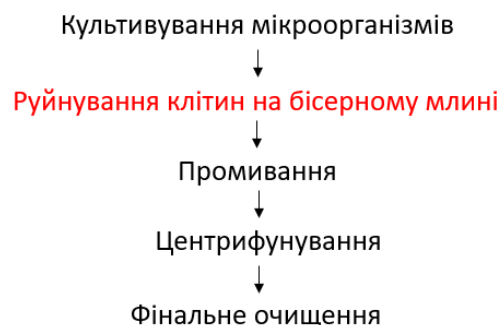 Культивування мікроорганізмів
Руйнування клітин на бісерному млині
Промивання
Центрифунування
Фінальне очищення